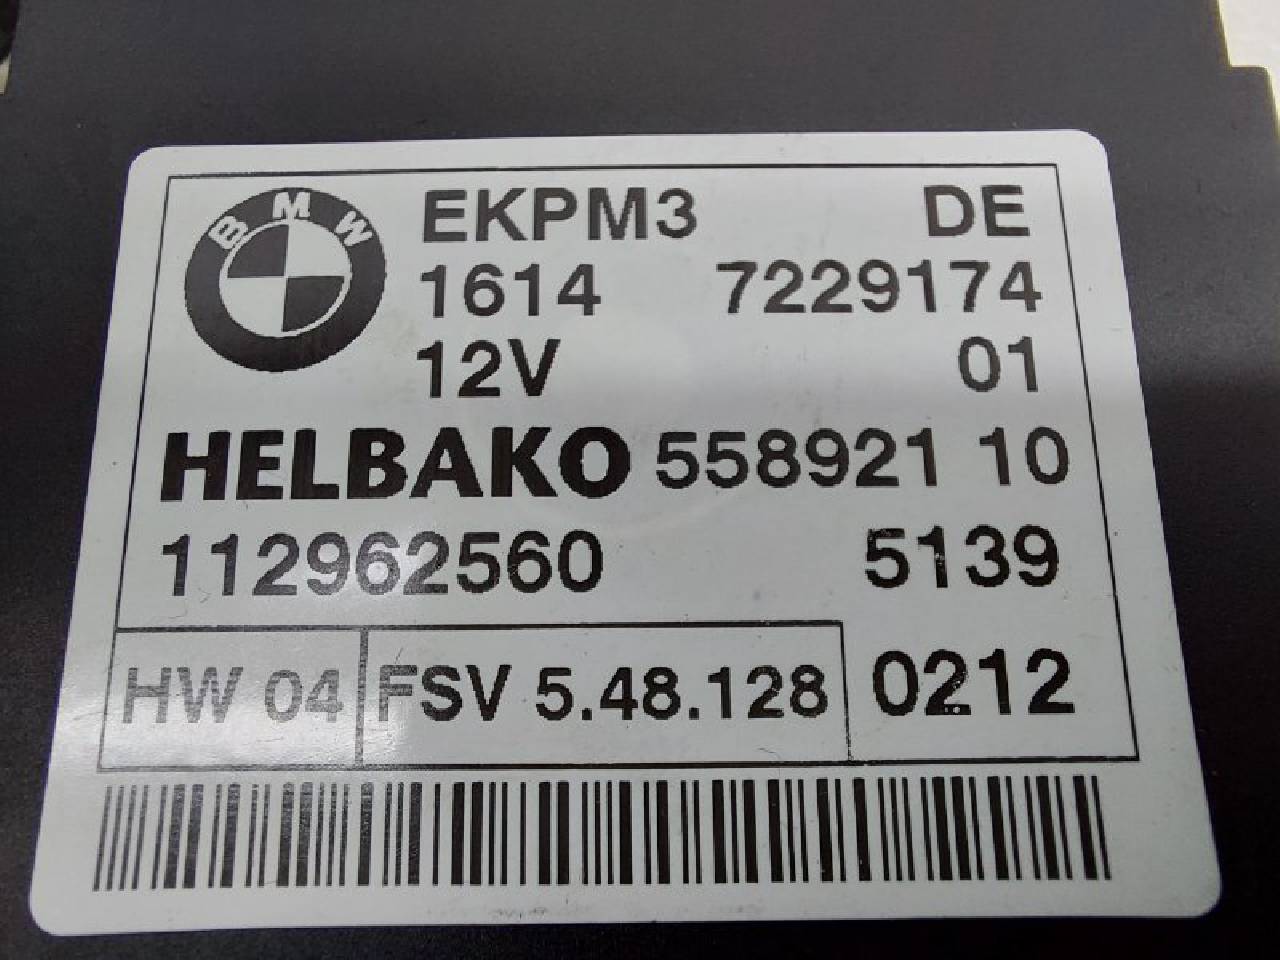 BMW
EKPM3 DE
1614 7229174
12V 01
HELBAKO 558921 10
112962560 5139
HW 04 FSV 5.48.128 0212